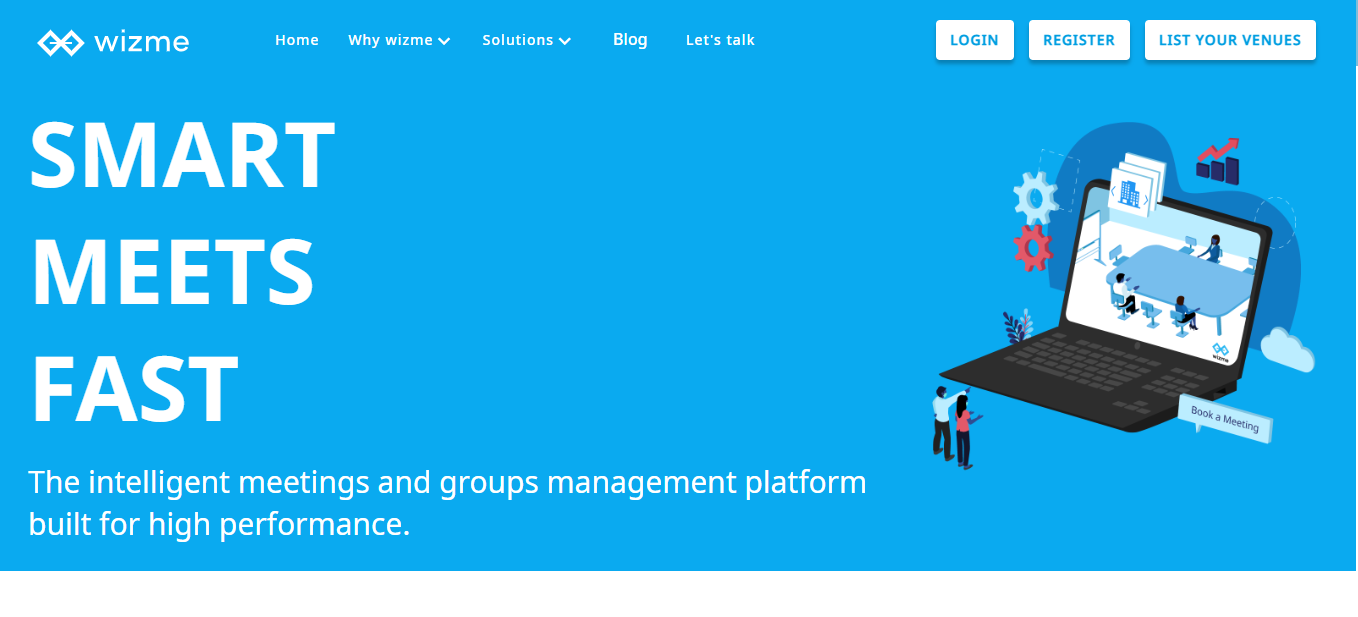 wizme
Home
Why wizme
Solutions
Blog
Let's talk
LOGIN
REGISTER
LIST YOUR VENUES
SMART
MEETS
FAST
wizme
Book a Meeting
The intelligent meetings and groups management platform
built for high performance.